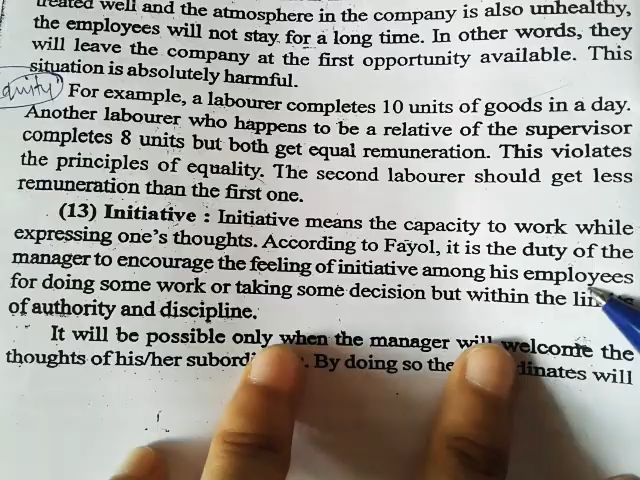 treated well and the atmosphere in the company is also unhealthy,
the employees will not stay for a long time. In other words, they
will leave the company at the first opportunity available. This
situation is absolutely harmful.
For example, a labourer completes 10 units of goods in a day.
Another labourer who happens to be a relative of the supervisor
completes 8 units but both get equal remuneration. This violates
the principles of equality. The second labourer should get less
remuneration than the first one.
(13) Initiative : Initiative means the capacity to work while
expressing one's thoughts. According to Fayol, it is the duty of the
manager to encourage the feeling of initiative among his employees
for doing some work or taking some decision but within the
of authority and discipline.
It will be possible only when the manager will welcome the
thoughts of his/her By doing so will